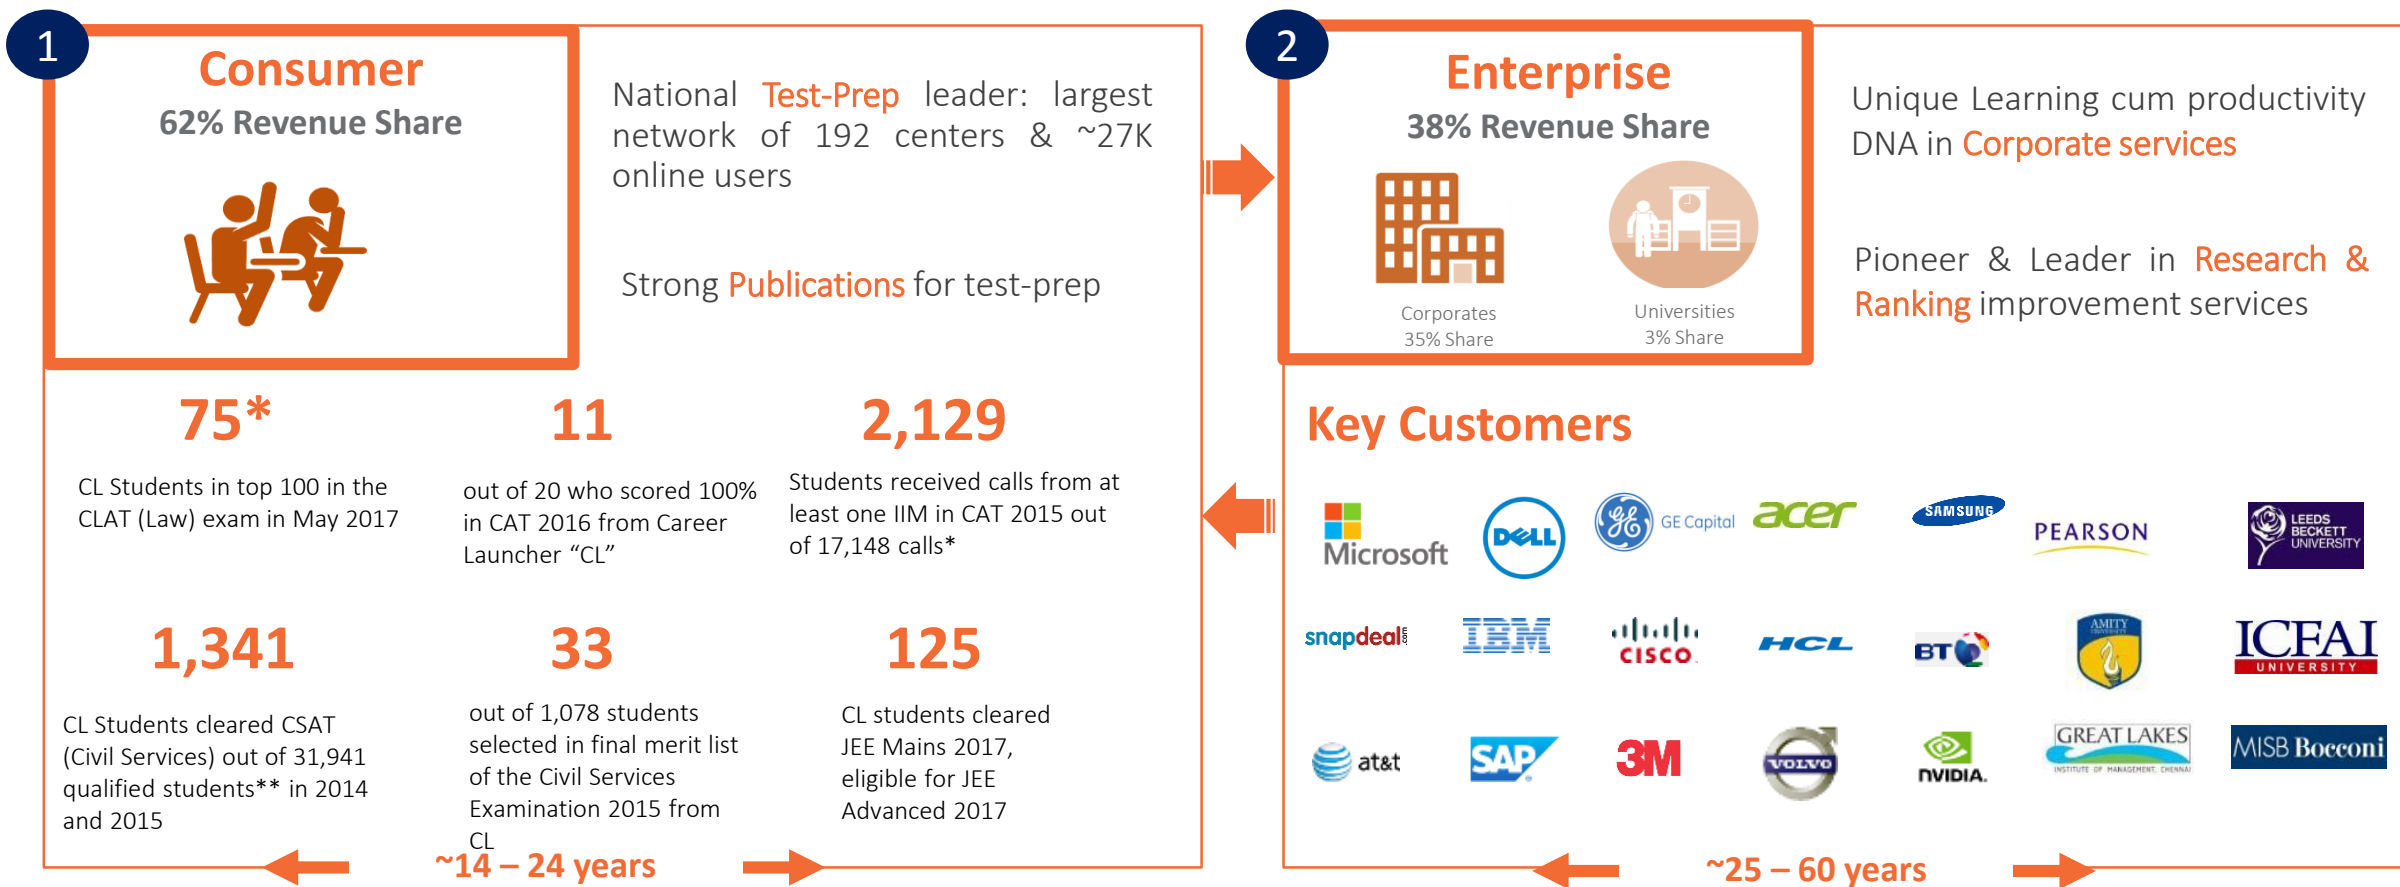 1
Consumer
62% Revenue Share
National Test-Prep leader: largest
network of 192 centers & ~27K
online users
Strong Publications for test-prep
75*
CL Students in top 100 in the
CLAT (Law) exam in May 2017
11
out of 20 who scored 100%
in CAT 2016 from Career
Launcher “CL”
2,129
Students received calls from at
least one IIM in CAT 2015 out
of 17,148 calls*
1,341
CL Students cleared CSAT
(Civil Services) out of 31,941
qualified students** in 2014
and 2015
33
out of 1,078 students
selected in final merit list
of the Civil Services
Examination 2015 from
CL
125
CL students cleared
JEE Mains 2017,
eligible for JEE
Advanced 2017
~14 – 24 years
2
Enterprise
38% Revenue Share
Corporates
35% Share
Universities
3% Share
Unique Learning cum productivity
DNA in Corporate services
Pioneer & Leader in Research &
Ranking improvement services
Key Customers
Microsoft
DELL
GE GE Capital
acer
SAMSUNG
PEARSON
LEEDS
BECKETT
UNIVERSITY
snapdeal.com
IBM
CISCO.
HCL
BT
AMITY
UNIVERSITY
ICFAI
UNIVERSITY
at&t
SAP
3M
VOLVO
NVIDIA.
GREAT LAKES
INSTITUTE OF MANAGEMENT, CHENNAI
MISB Bocconi
~25 – 60 years